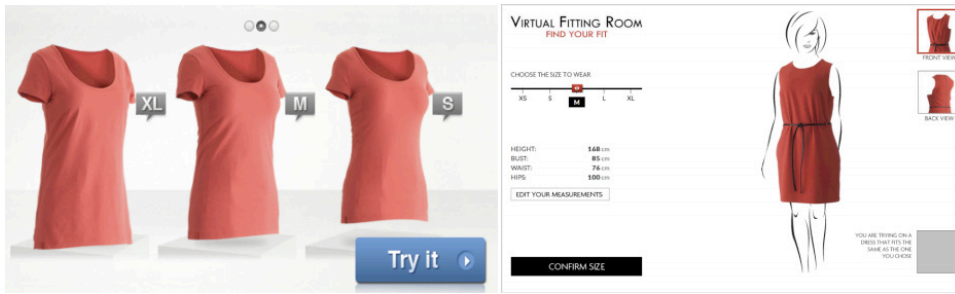 XL
M
S
Try it
VIRTUAL FITTING ROOM
FIND YOUR FIT
CHOOSE THE SIZE TO WEAR
XS S M L XL
HEIGHT: 168 cm
BUST: 85 cm
WAIST: 76 cm
HIPS: 100 cm
EDIT YOUR MEASUREMENTS
CONFIRM SIZE
FRONT VIEW
BACK VIEW
YOU ARE TRYING ON A
DRESS THAT FITS THE
SAME AS THE ONE
YOU CHOSE